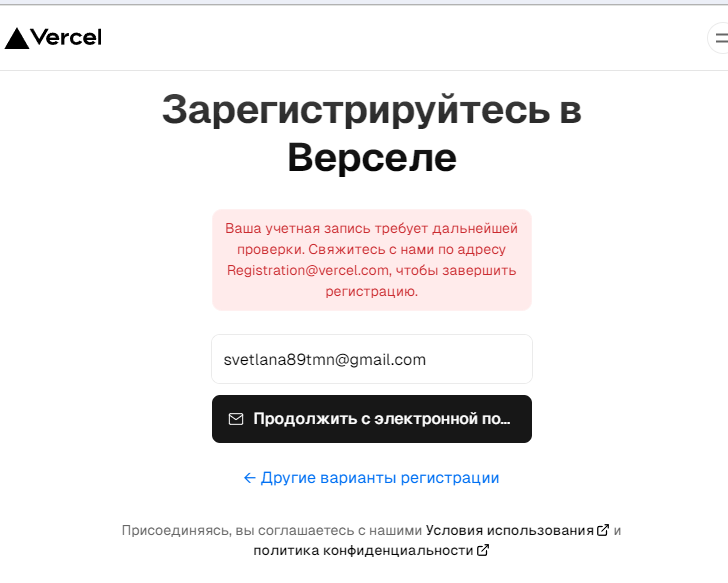 Vercel
Зарегистрируйтесь в
Верселе
Ваша учетная запись требует дальнейшей
проверки. Свяжитесь с нами по адресу
Registration@vercel.com, чтобы завершить
регистрацию.
svetlana89tmn@gmail.com
Продолжить с электронной по...
← Другие варианты регистрации
Присоединяясь, вы соглашаетесь с нашими Условия использования и
политика конфиденциальности